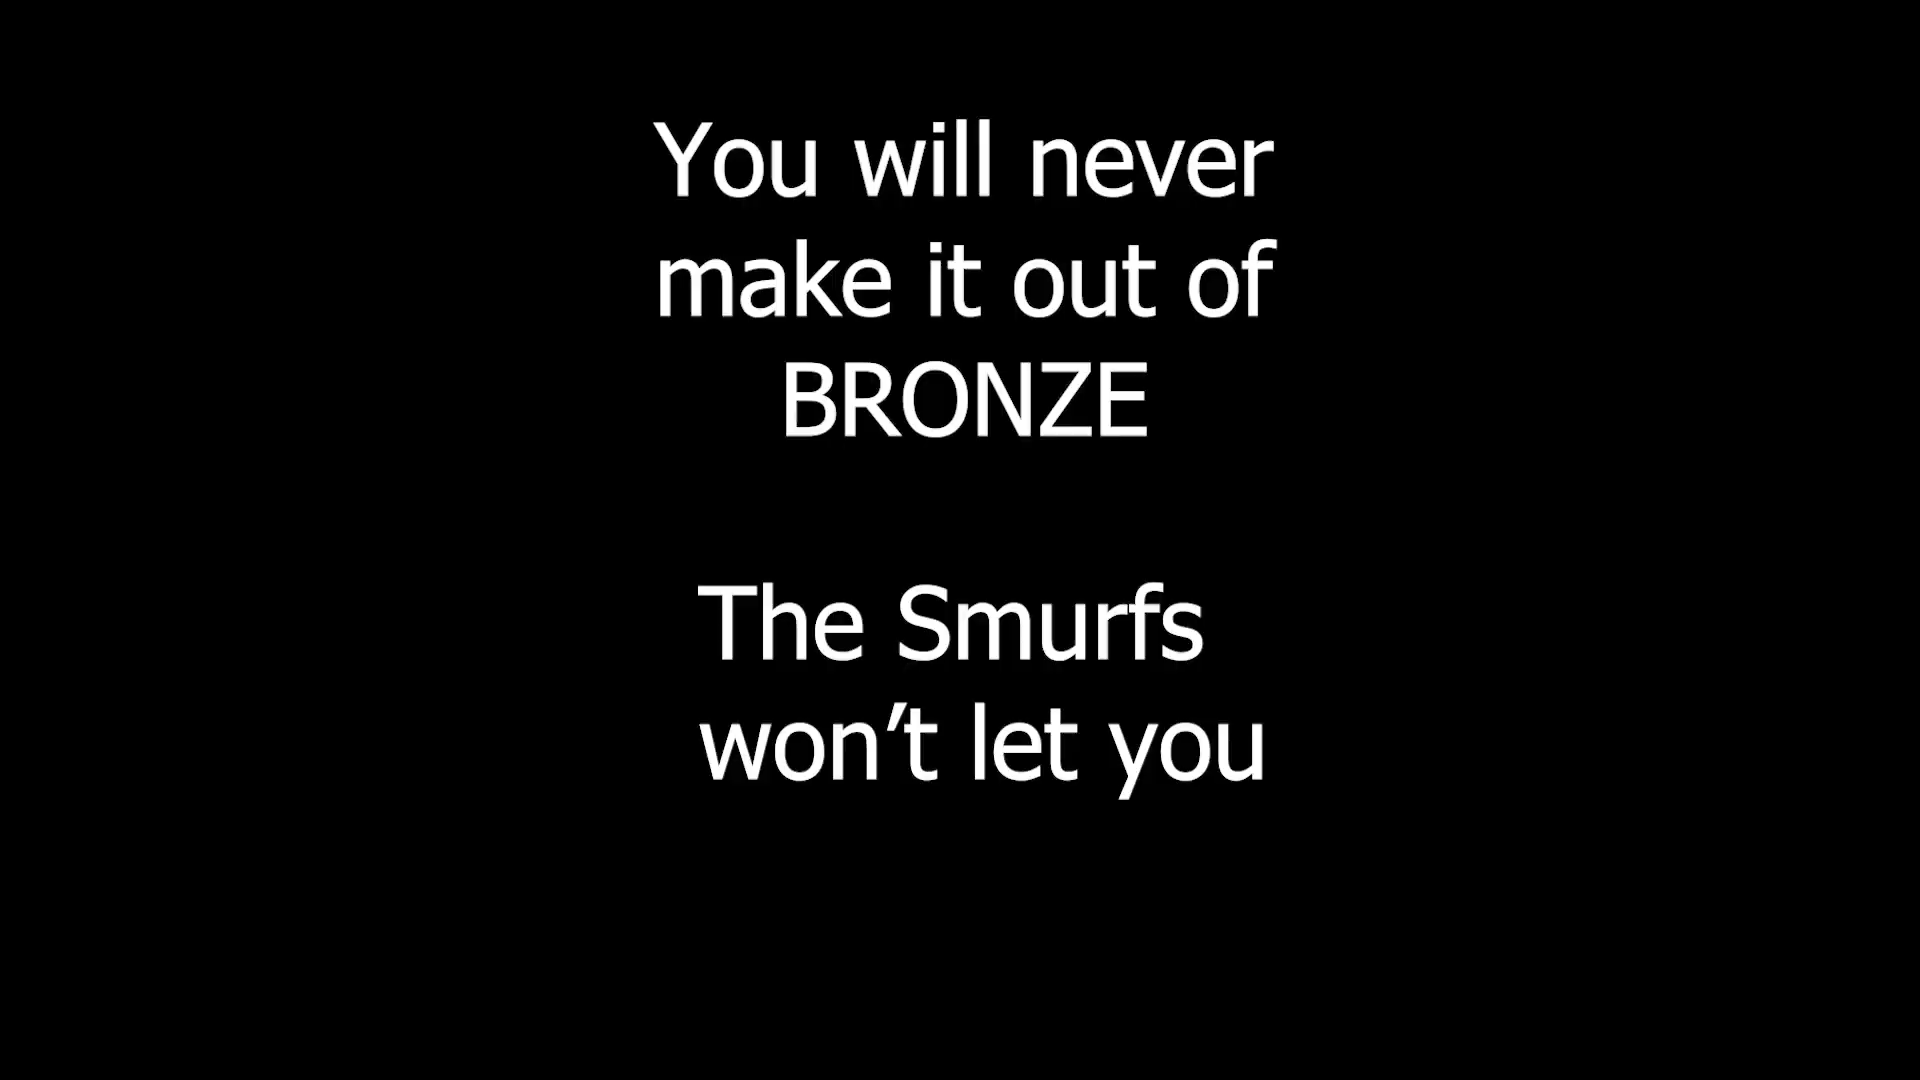 You will never
make it out of
BRONZE
The Smurfs
won’t let you